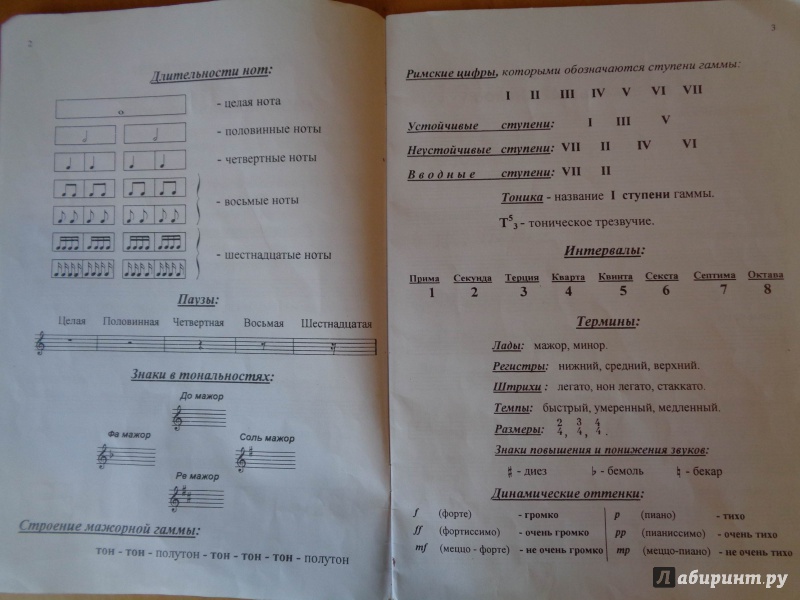 2
Длительности нот:
- целая нота
- половинные ноты
- четвертные ноты
- восьмые ноты
- шестнадцатые ноты
Паузы:
Целая Половинная Четвертная Восьмая Шестнадцатая
Знаки в тональностях:
До мажор
Фа мажор Соль мажор
Ре мажор
Строение мажорной гаммы:
тон - тон - полутон - тон - тон - тон - полутон
3
Римские цифры, которыми обозначаются ступени гаммы:
I II III IV V VI VII
Устойчивые ступени: I III V
Неустойчивые ступени: VII II IV VI
Вводные ступени: VII II
Тоника - название I ступени гаммы.
Т⁵₃ - тоническое трезвучие.
Интервалы:
Прима Секунда Терция Кварта Квинта Секста Септима Октава
1 2 3 4 5 6 7 8
Термины:
Лады: мажор, минор.
Регистры: нижний, средний, верхний.
Штрихи : легато, нон легато, стаккато.
Темпы: быстрый, умеренный, медленный.
Размеры: 2/4, 3/4, 4/4.
Знаки повышения и понижения звуков:
♯ - диез ♭ - бемоль ♮ - бекар
Динамические оттенки:
f (форте) - громко p (пиано) - тихо
ff (фортиссимо) - очень громко pp (пианиссимо) - очень тихо
mf (меццо - форте) - не очень громко mp (меццо-пиано) - не очень тихо
Лабиринт.ру